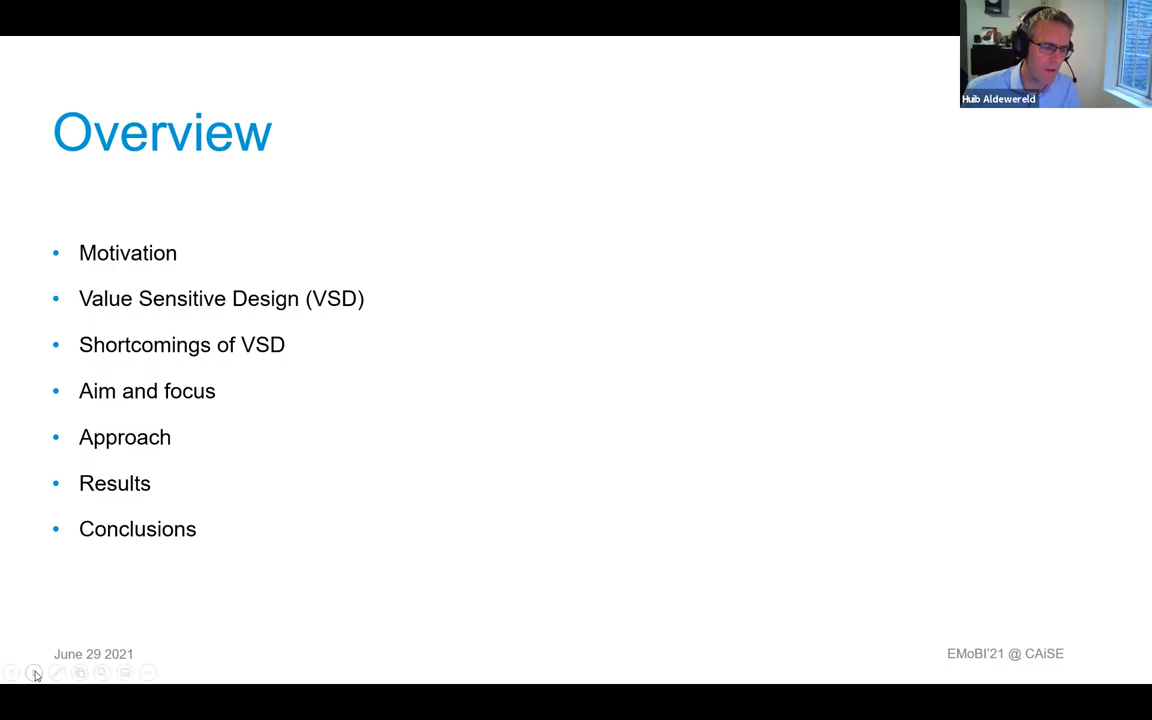 Huib Aldewereld
Overview
• Motivation
• Value Sensitive Design (VSD)
• Shortcomings of VSD
• Aim and focus
• Approach
• Results
• Conclusions
June 29 2021
EMoBI'21 @ CAiSE